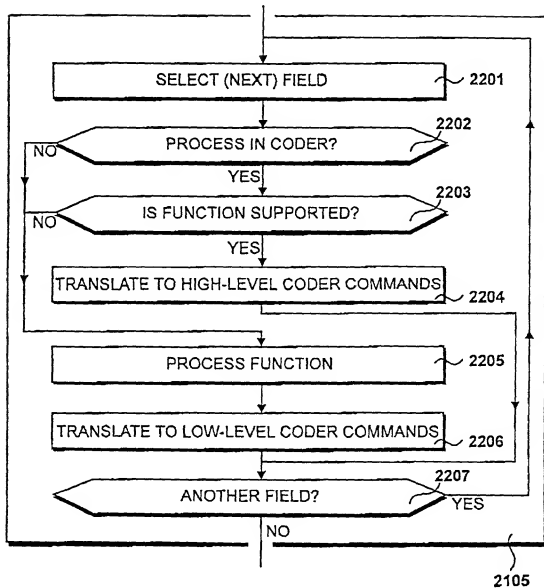 SELECT (NEXT) FIELD
2201
PROCESS IN CODER?
2202
NO
YES
IS FUNCTION SUPPORTED?
2203
NO
YES
TRANSLATE TO HIGH-LEVEL CODER COMMANDS
2204
PROCESS FUNCTION
2205
TRANSLATE TO LOW-LEVEL CODER COMMANDS
2206
ANOTHER FIELD?
2207
YES
NO
2105